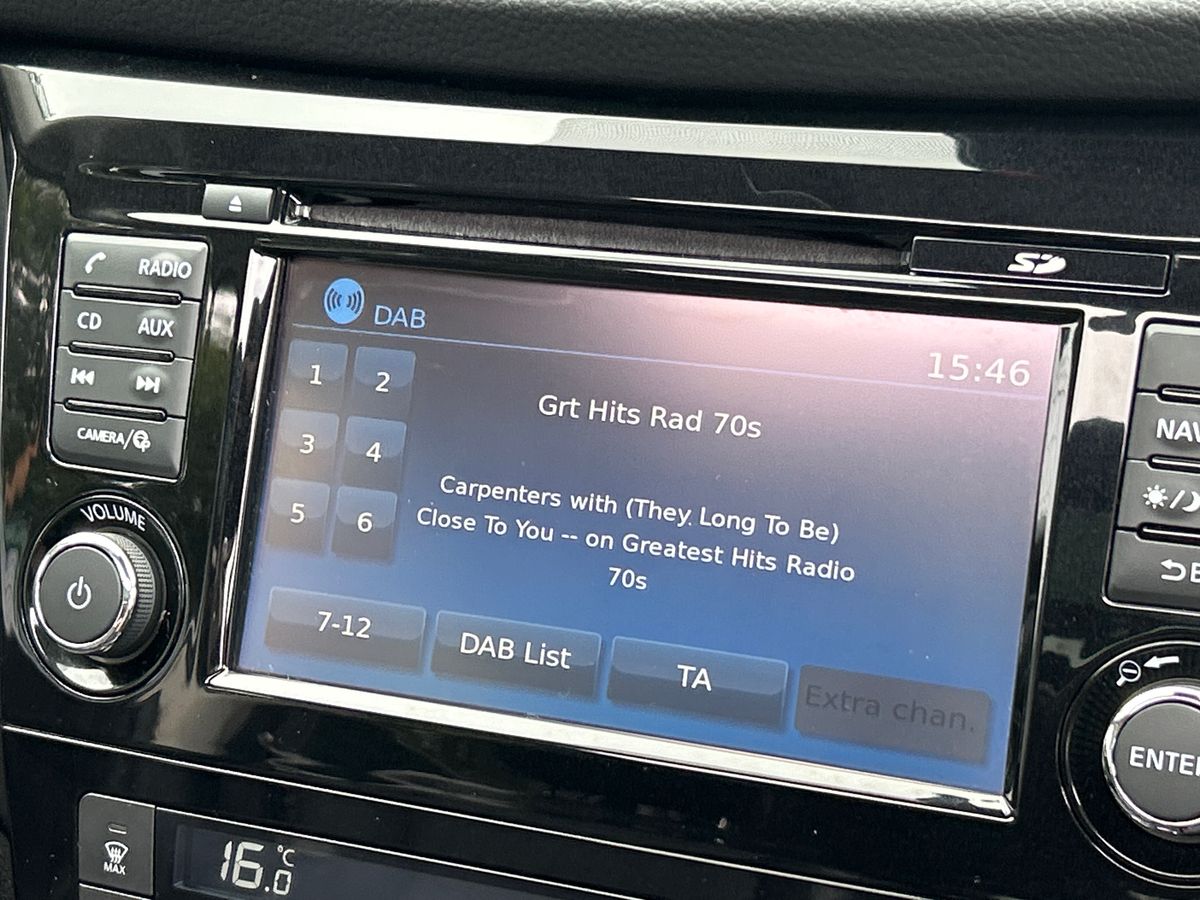 SD
RADIO
CD AUX
CAMERA/
VOLUME
DAB
15:46
1 2
3 4
5 6
Grt Hits Rad 70s
Carpenters with (They Long To Be)
Close To You -- on Greatest Hits Radio
70s
7-12 DAB List TA Extra chan.
NAV
ENTER
MAX
16.0 °C